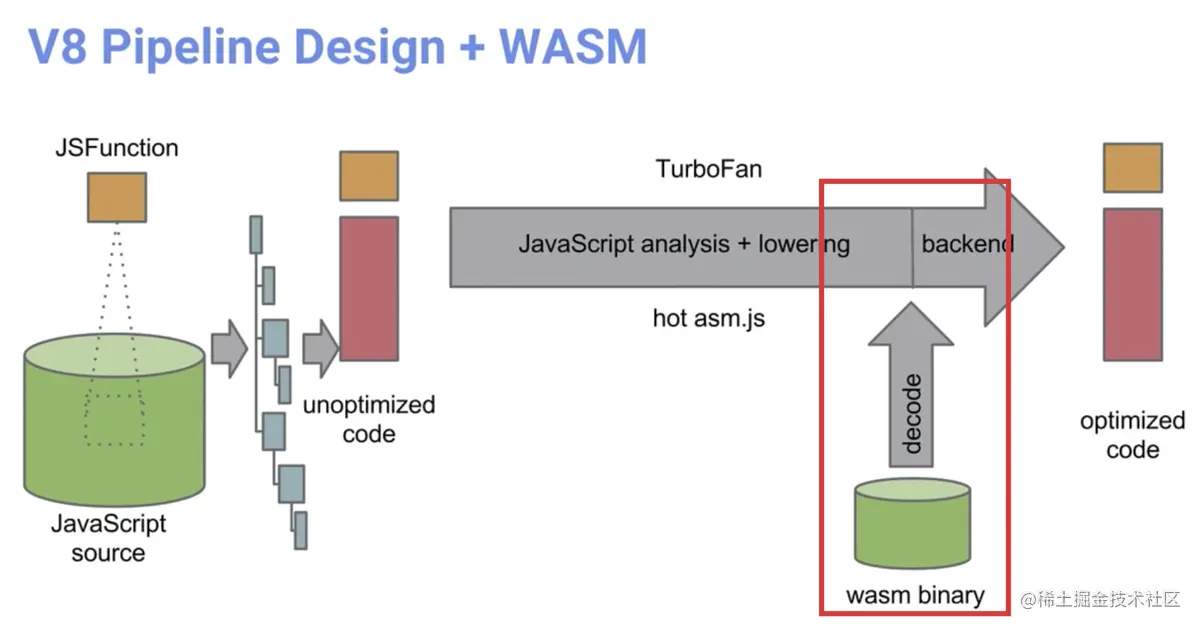 V8 Pipeline Design + WASM
JSFunction
TurboFan
JavaScript analysis + lowering
backend
hot asm.js
decode
unoptimized
code
optimized
code
JavaScript
source
wasm binary
@稀土掘金技术社区